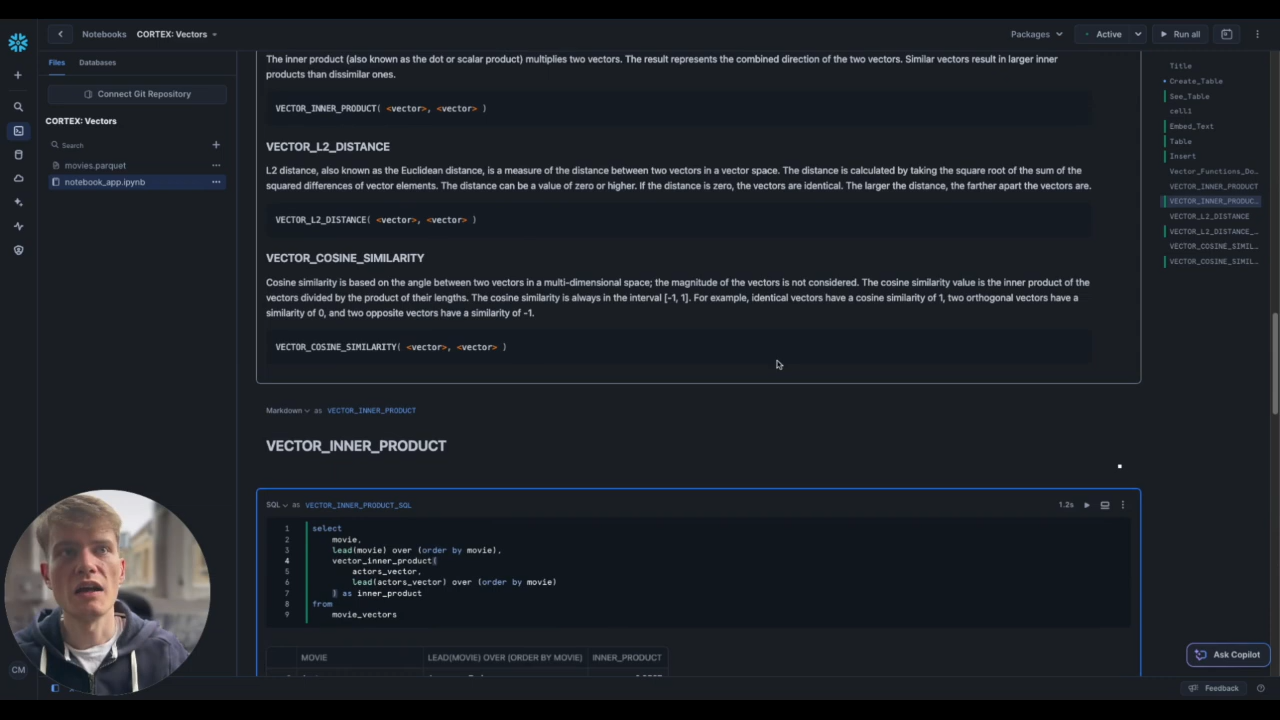 Notebooks CORTEX: Vectors
Packages Active Run all
Files Databases
Connect Git Repository
CORTEX: Vectors
Search
movies.parquet
notebook_app.ipynb
The inner product (also known as the dot or scalar product) multiplies two vectors. The result represents the combined direction of the two vectors. Similar vectors result in larger inner
products than dissimilar ones.
VECTOR_INNER_PRODUCT( <vector>, <vector> )
VECTOR_L2_DISTANCE
L2 distance, also known as the Euclidean distance, is a measure of the distance between two vectors in a vector space. The distance is calculated by taking the square root of the sum of the
squared differences of vector elements. The distance can be a value of zero or higher. If the distance is zero, the vectors are identical. The larger the distance, the farther apart the vectors are.
VECTOR_L2_DISTANCE( <vector>, <vector> )
VECTOR_COSINE_SIMILARITY
Cosine similarity is based on the angle between two vectors in a multi-dimensional space; the magnitude of the vectors is not considered. The cosine similarity value is the inner product of the
vectors divided by the product of their lengths. The cosine similarity is always in the interval [-1, 1]. For example, identical vectors have a cosine similarity of 1, two orthogonal vectors have a
similarity of 0, and two opposite vectors have a similarity of -1.
VECTOR_COSINE_SIMILARITY( <vector>, <vector> )
Markdown as VECTOR_INNER_PRODUCT
VECTOR_INNER_PRODUCT
SQL as VECTOR_INNER_PRODUCT_SQL 1.2s
1 select
2 movie,
3 lead(movie) over (order by movie),
4 vector_inner_product(
5 actors_vector,
6 lead(actors_vector) over (order by movie)
7 ) as inner_product
8 from
9 movie_vectors
MOVIE LEAD(MOVIE) OVER (ORDER BY MOVIE) INNER_PRODUCT
Title
Create_Table
See_Table
cell1
Embed_Text
Table
Insert
Vector_Functions_Do...
VECTOR_INNER_PRODUCT
VECTOR_INNER_PRODUC...
VECTOR_L2_DISTANCE
VECTOR_L2_DISTANCE_...
VECTOR_COSINE_SIMIL...
VECTOR_COSINE_SIMIL...
Ask Copilot
CM
Feedback